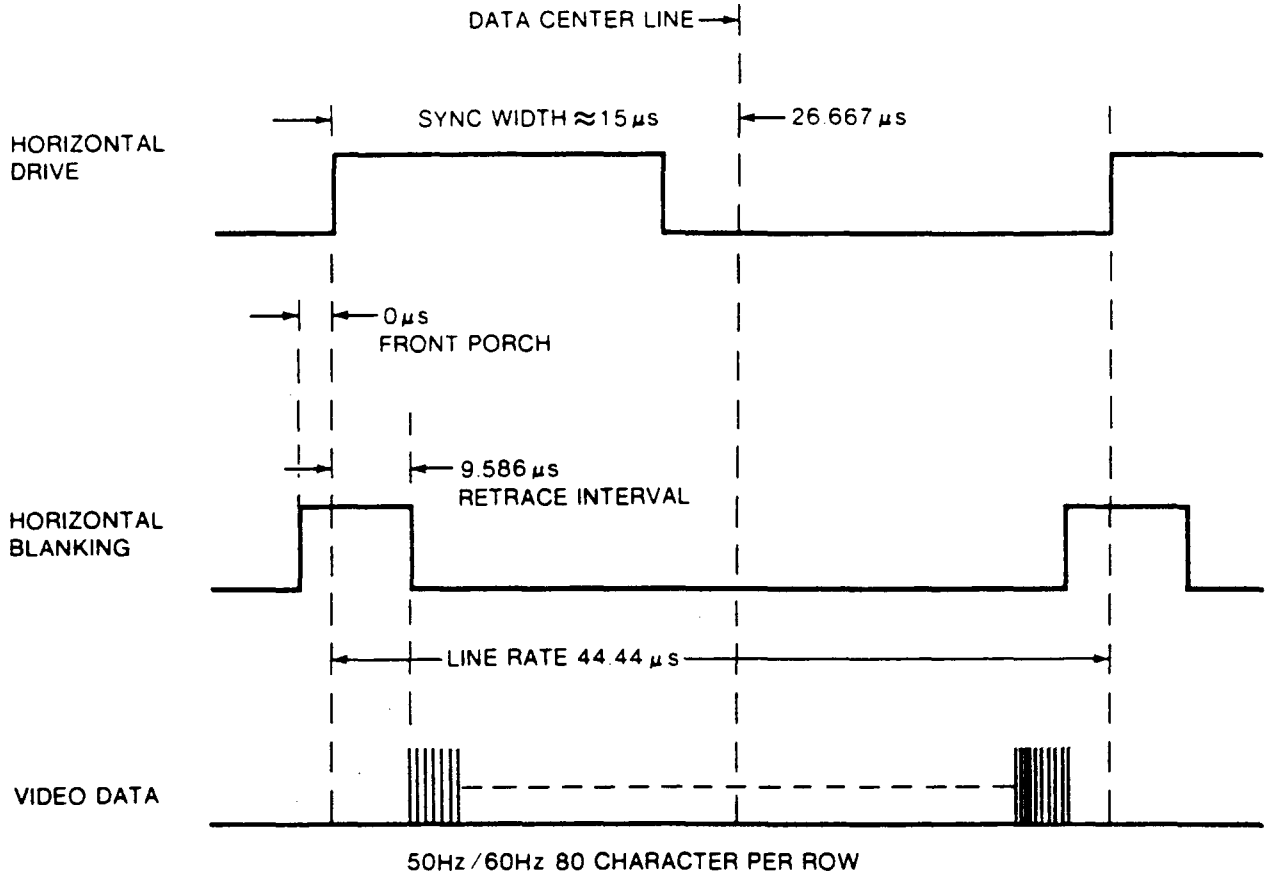 DATA CENTER LINE
SYNC WIDTH ≈ 15 μs
26.667 μs
HORIZONTAL
DRIVE
0 μs
FRONT PORCH
9.586 μs
RETRACE INTERVAL
HORIZONTAL
BLANKING
LINE RATE 44.44 μs
VIDEO DATA
50Hz/60Hz 80 CHARACTER PER ROW